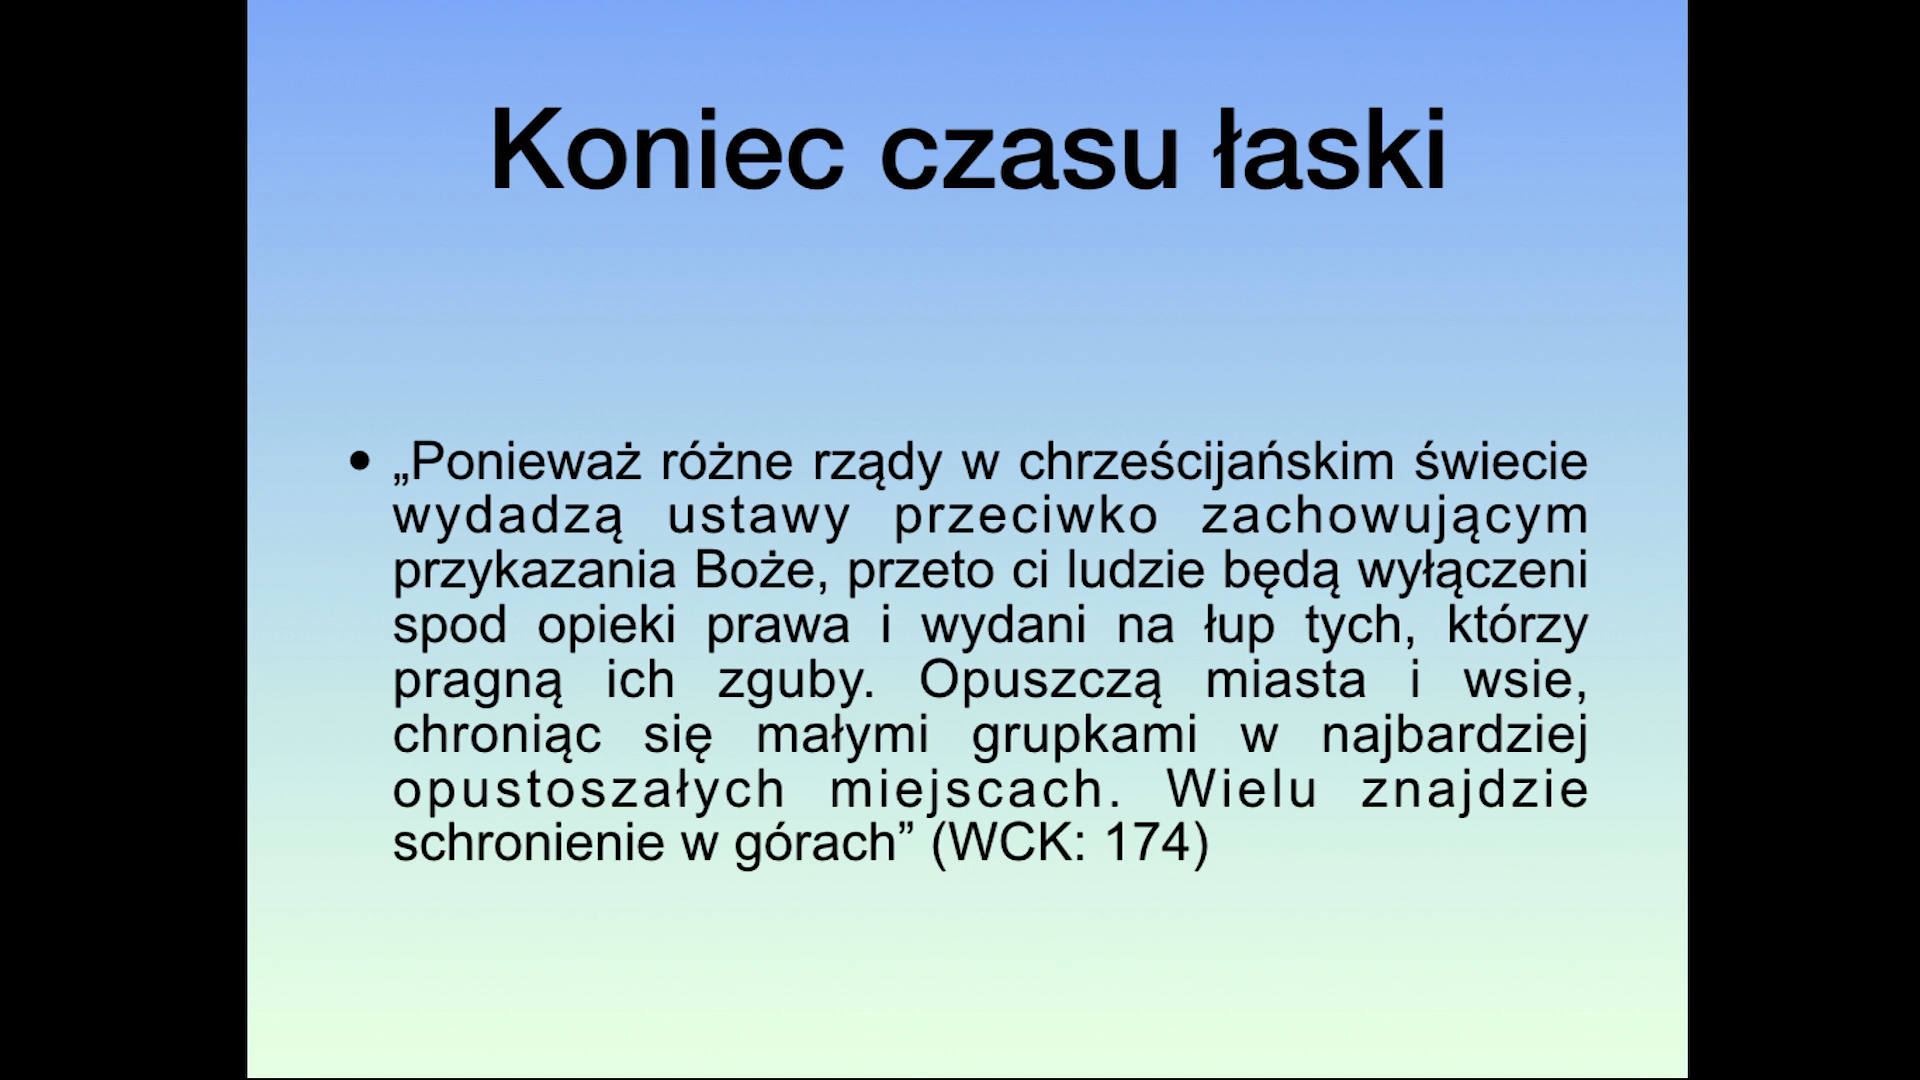 Koniec czasu łaski
• „Ponieważ różne rządy w chrześcijańskim świecie
wydadzą ustawy przeciwko zachowującym
przykazania Boże, przeto ci ludzie będą wyłączeni
spod opieki prawa i wydani na łup tych, którzy
pragną ich zguby. Opuszczą miasta i wsie,
chroniąc się małymi grupkami w najbardziej
opustoszałych miejscach. Wielu znajdzie
schronienie w górach” (WCK: 174)